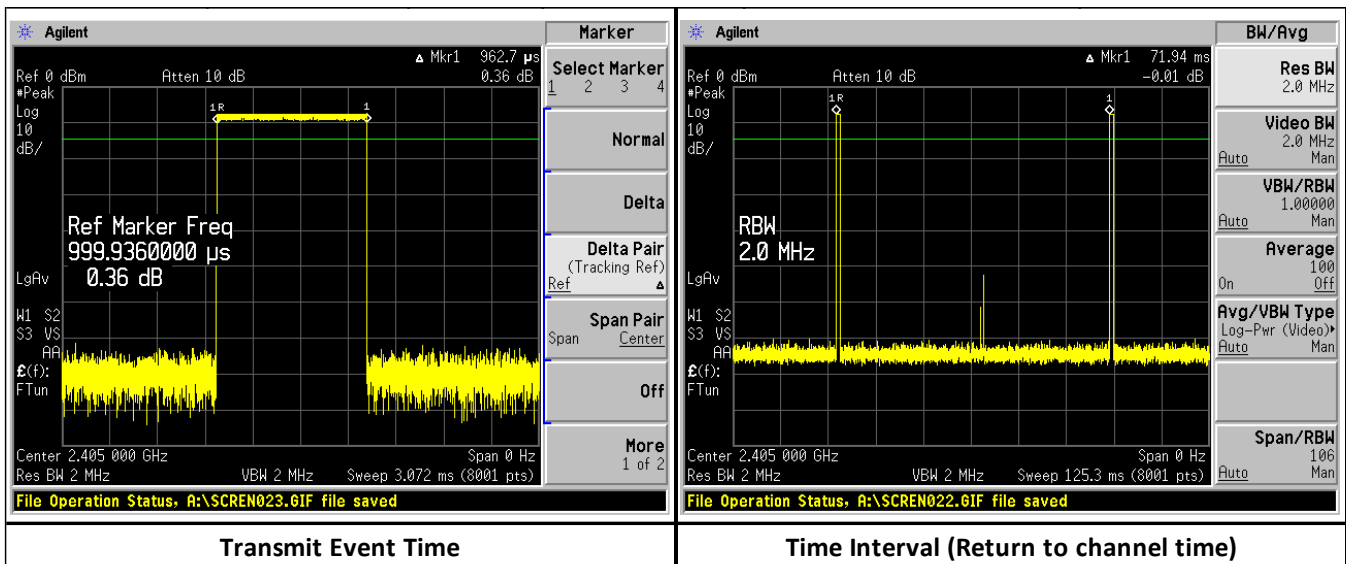 Agilent
Marker
Δ Mkr1 962.7 µs
Ref 0 dBm Atten 10 dB 0.36 dB
#Peak
Log
10
dB/
1R
1
Ref Marker Freq
999.9360000 µs
0.36 dB
LgAv
W1 S2
S3 VS
AA
£(f):
FTun
Center 2.405 000 GHz Span 0 Hz
Res BW 2 MHz VBW 2 MHz Sweep 3.072 ms (8001 pts)
File Operation Status, A:\SCREN023.GIF file saved
Select Marker
1 2 3 4
Normal
Delta
Delta Pair
(Tracking Ref)
Ref Δ
Span Pair
Span Center
Off
More
1 of 2
Transmit Event Time
Agilent
BW/Avg
Δ Mkr1 71.94 ms
Ref 0 dBm Atten 10 dB -0.01 dB
#Peak
Log
10
dB/
1R
1
RBW
2.0 MHz
LgAv
W1 S2
S3 VS
AA
£(f):
FTun
Center 2.405 000 GHz Span 0 Hz
Res BW 2 MHz VBW 2 MHz Sweep 125.3 ms (8001 pts)
File Operation Status, A:\SCREN022.GIF file saved
Res BW
2.0 MHz
Video BW
2.0 MHz
Auto Man
VBW/RBW
1.00000
Auto Man
Average
100
On Off
Avg/VBW Type
Log-Pwr (Video)▸
Auto Man
Span/RBW
106
Auto Man
Time Interval (Return to channel time)